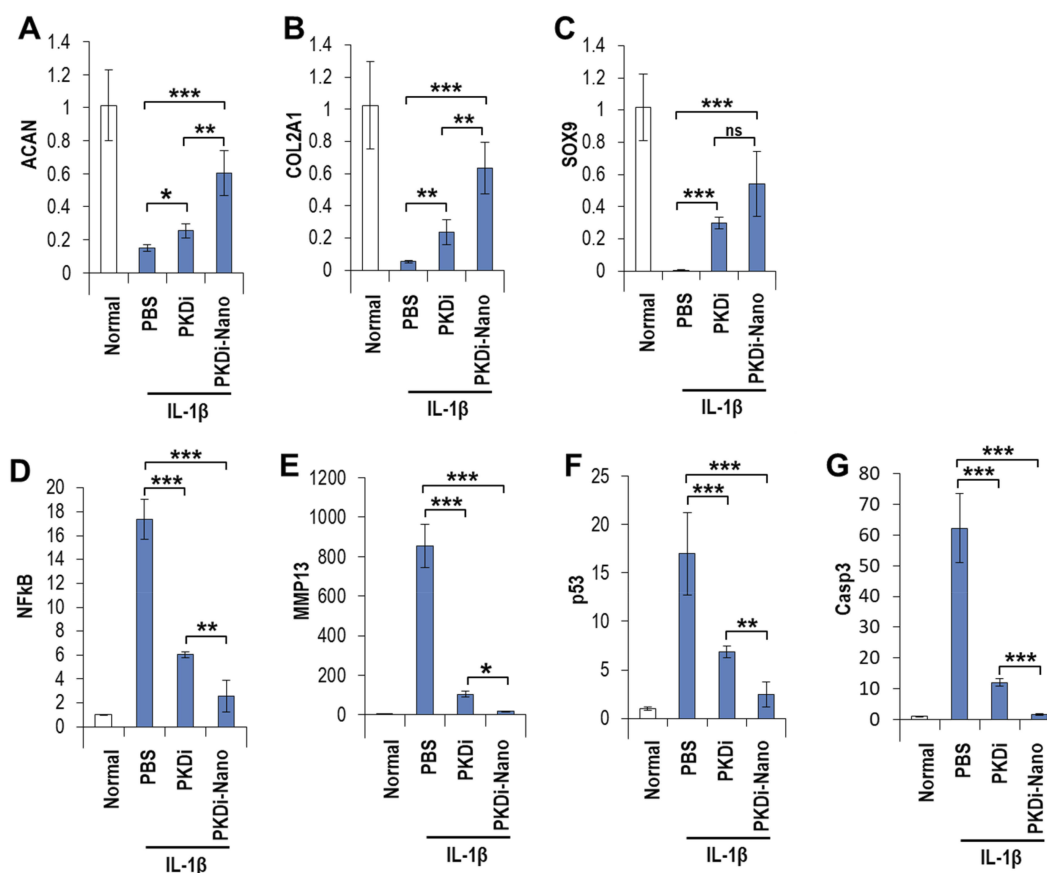 A
ACAN
1.4
1.2
1
0.8
0.6
0.4
0.2
0
***
**
*
Normal
PBS
PKDi
PKDi-Nano
IL-1β
B
COL2A1
1.4
1.2
1
0.8
0.6
0.4
0.2
0
***
**
**
Normal
PBS
PKDi
PKDi-Nano
IL-1β
C
SOX9
1.4
1.2
1
0.8
0.6
0.4
0.2
0
***
ns
***
Normal
PBS
PKDi
PKDi-Nano
IL-1β
D
NFkB
20
18
16
14
12
10
8
6
4
2
0
***
***
**
Normal
PBS
PKDi
PKDi-Nano
IL-1β
E
MMP13
1200
1000
800
600
400
200
0
***
***
*
Normal
PBS
PKDi
PKDi-Nano
IL-1β
F
p53
25
20
15
10
5
0
***
***
**
Normal
PBS
PKDi
PKDi-Nano
IL-1β
G
Casp3
80
70
60
50
40
30
20
10
0
***
***
***
Normal
PBS
PKDi
PKDi-Nano
IL-1β